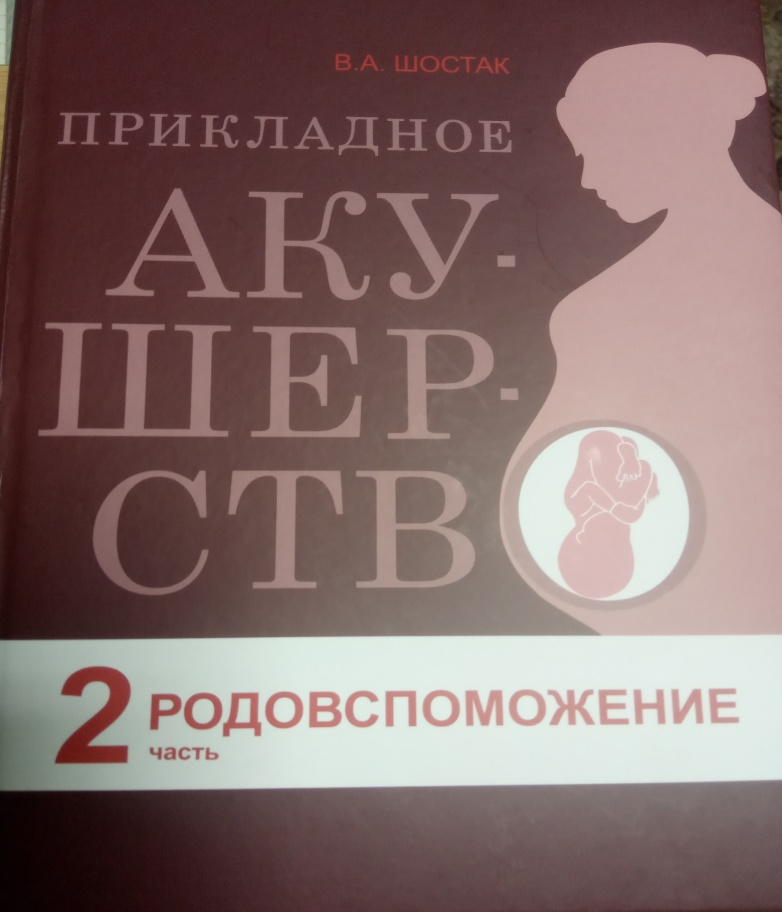 В.А. ШОСТАК
ПРИКЛАДНОЕ
АКУ-
ШЕР-
СТВО
2 РОДОВСПОМОЖЕНИЕ
часть